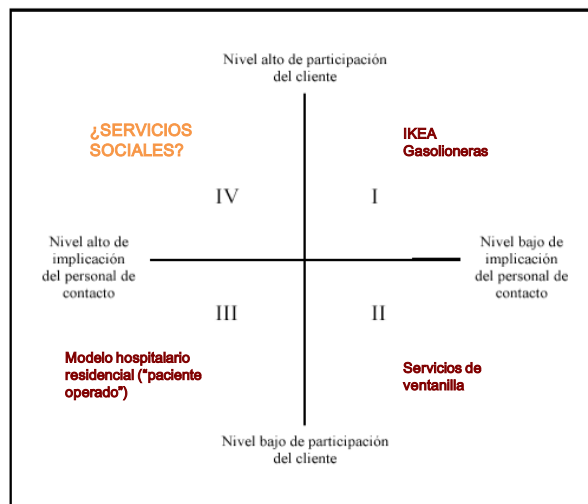 Nivel alto de participación
del cliente
¿SERVICIOS
SOCIALES?
IKEA
Gasolioneras
IV
I
Nivel alto de
implicación
del personal de
contacto
Nivel bajo de
implicación
del personal de
contacto
III
II
Modelo hospitalario
residencial (“paciente
operado”)
Servicios de
ventanilla
Nivel bajo de participación
del cliente